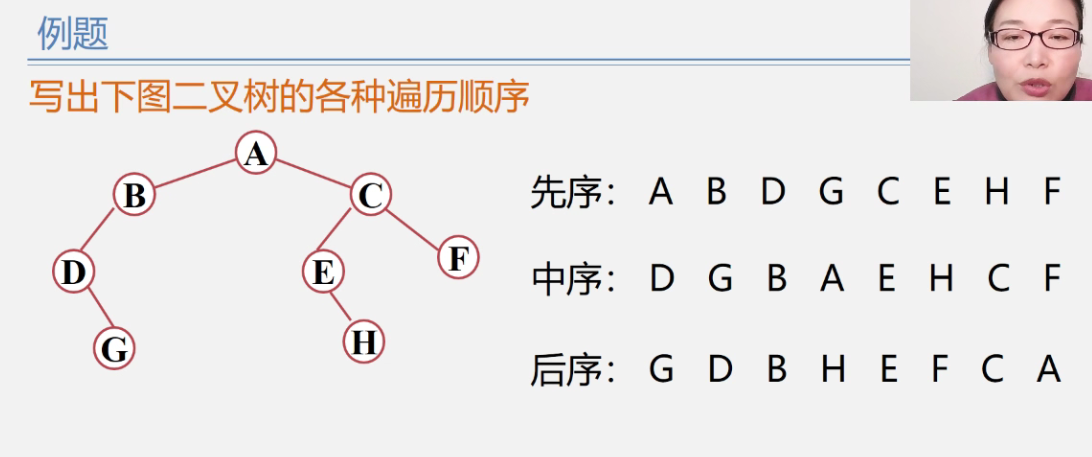 例题
写出下图二叉树的各种遍历顺序
A
B
C
D
E
F
G
H
先序： A B D G C E H F
中序： D G B A E H C F
后序： G D B H E F C A